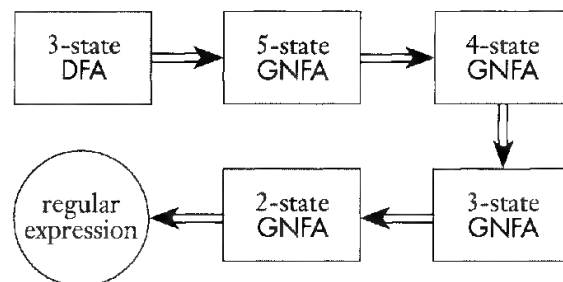 3-state
DFA
5-state
GNFA
4-state
GNFA
regular
expression
2-state
GNFA
3-state
GNFA